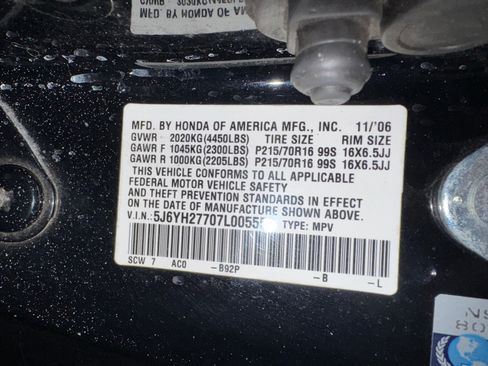 MFD. BY HONDA OF AMERICA MFG., INC. 11/'06
GVWR 2020KG(4450LBS) TIRE SIZE RIM SIZE
GAWR F 1045KG(2300LBS) P215/70R16 99S 16X6.5JJ
GAWR R 1000KG(2205LBS) P215/70R16 99S 16X6.5JJ
THIS VEHICLE CONFORMS TO ALL APPLICABLE
FEDERAL MOTOR VEHICLE SAFETY
AND THEFT PREVENTION STANDARDS IN EFFECT
ON THE DATE OF MANUFACTURE SHOWN ABOVE.
V.I.N.: TYPE: MPV
SCW 7 AC0 -B92P -B -L